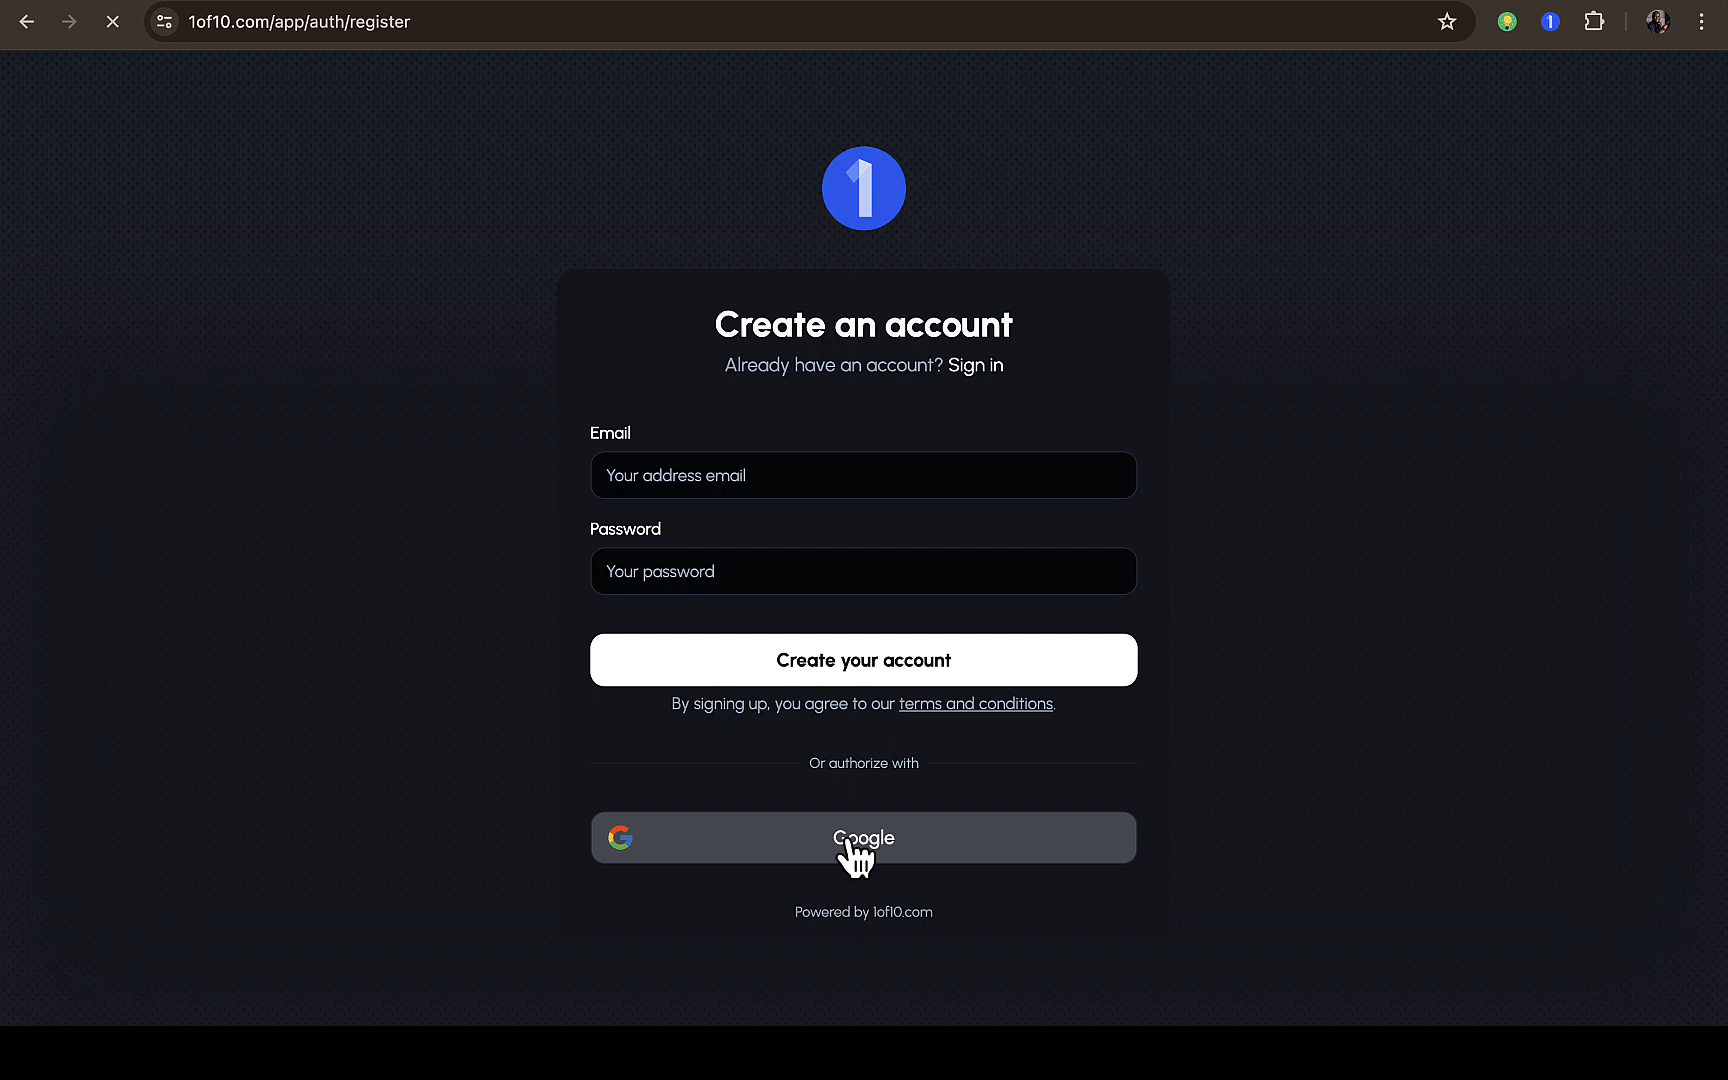 1of10.com/app/auth/register
1
1
Create an account
Already have an account? Sign in
Email
Your address email
Password
Your password
Create your account
By signing up, you agree to our terms and conditions.
Or authorize with
Google
Powered by 1of10.com